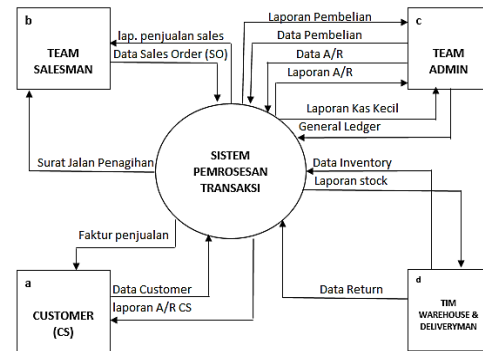 b
TEAM
SALESMAN
lap. penjualan sales
Data Sales Order (SO)
Laporan Pembelian
Data Pembelian
Data A/R
Laporan A/R
c
TEAM
ADMIN
Laporan Kas Kecil
General Ledger
SISTEM
PEMROSESAN
TRANSAKSI
Data Inventory
Laporan stock
Surat Jalan Penagihan
Faktur penjualan
a
CUSTOMER
(CS)
Data Customer
laporan A/R CS
Data Return
d
TIM
WAREHOUSE &
DELIVERYMAN